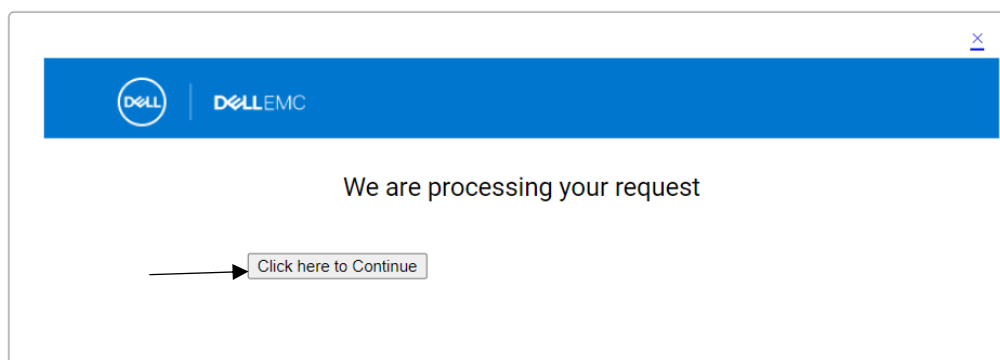 ×
DELL DELLEMC
We are processing your request
Click here to Continue